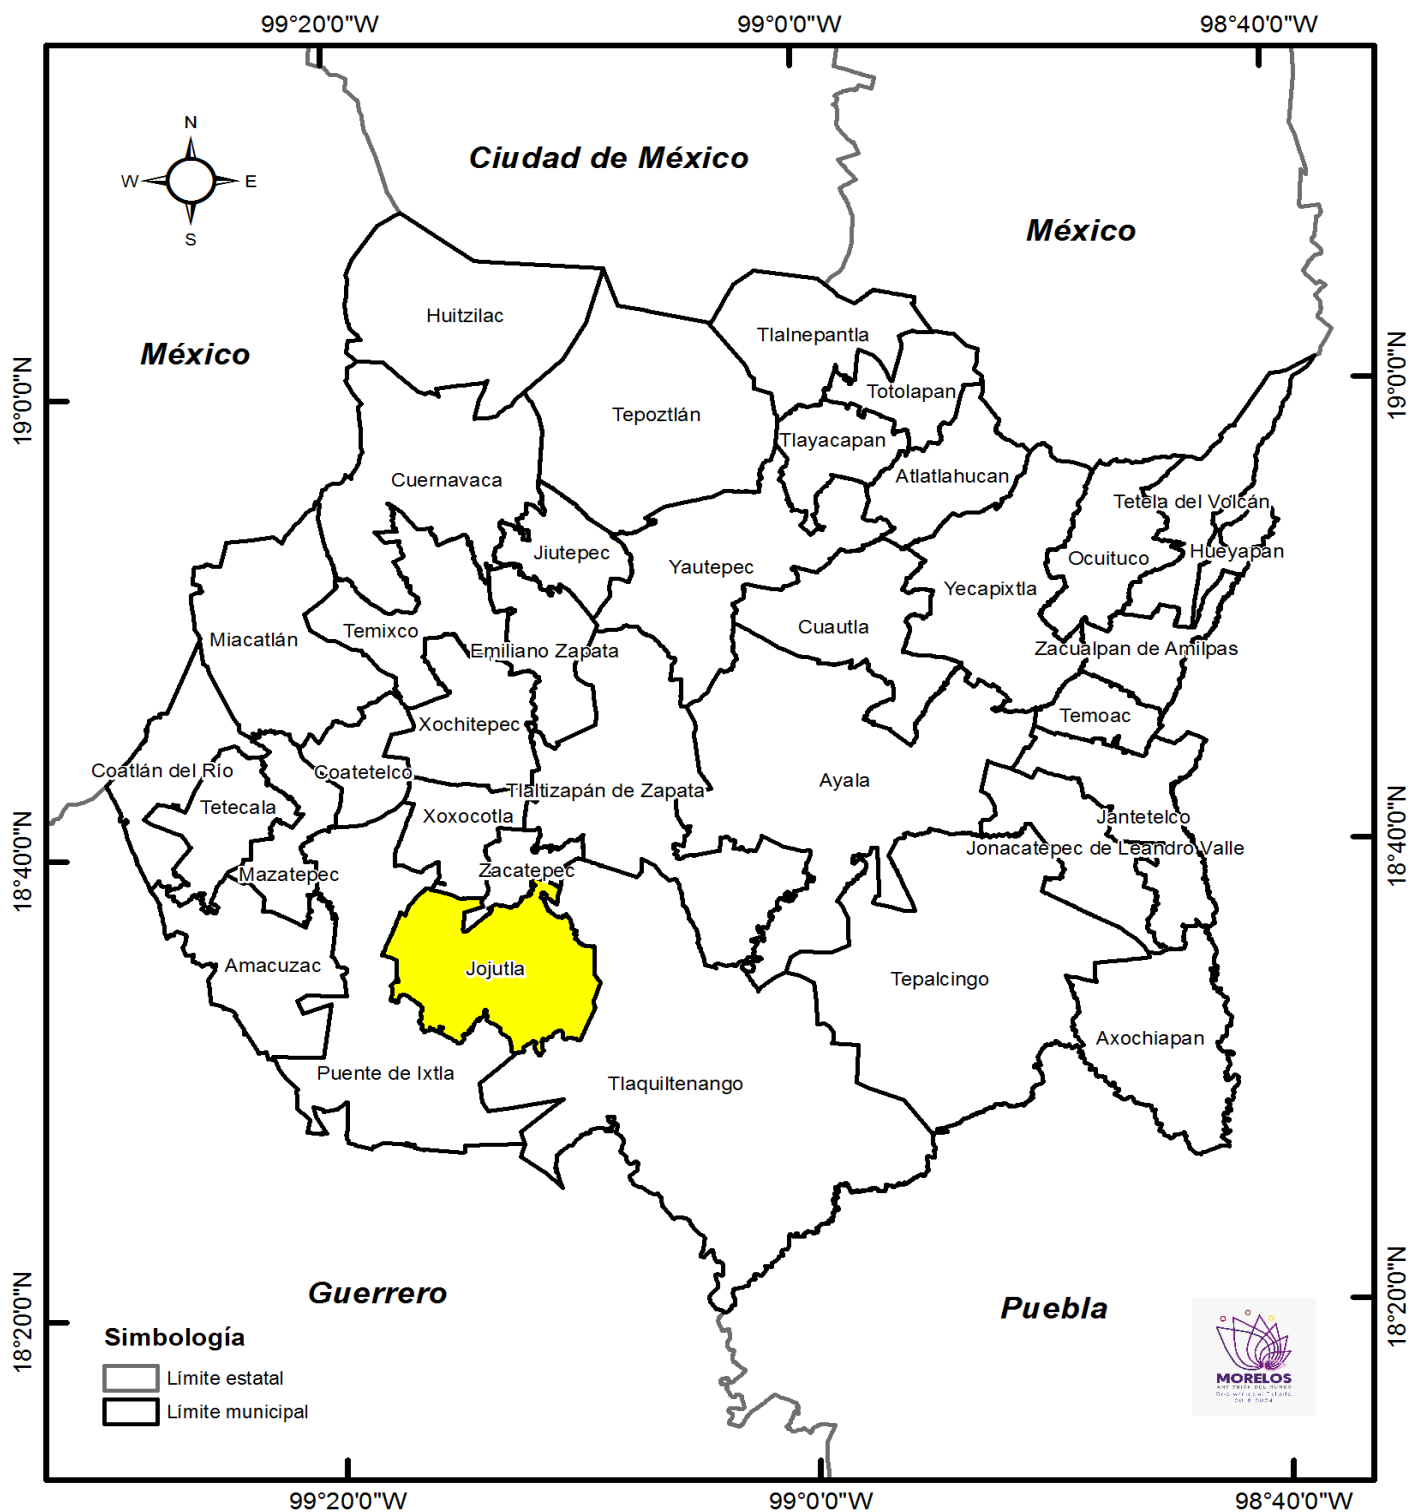 99°20'0"W 99°0'0"W 98°40'0"W
N
W E
S
Ciudad de México
México
México
19°0'0"N
19°0'0"N
Huitzilac
Tlalnepantla
Totolapan
Tepoztlán
Tlayacapan
Cuernavaca
Atlatlahucan
Tetela del Volcán
Jiutepec
Hueyapan
Ocuituco
Yautepec
Yecapixtla
Cuautla
Temixco
Miacatlán
Emiliano Zapata
Zacualpan de Amilpas
Temoac
Xochitepec
Coatlán del Río
Coatetelco
Ayala
Tlaltizapán de Zapata
Tetecala
Xoxocotla
Jantetelco
Jonacatepec de Leandro Valle
18°40'0"N
18°40'0"N
Zacatepec
Mazatepec
Amacuzac
Jojutla
Tepalcingo
Axochiapan
Puente de Ixtla
Tlaquiltenango
Guerrero
Puebla
18°20'0"N
18°20'0"N
Simbología
Límite estatal
Límite municipal
MORELOS
2018-2024
99°20'0"W 99°0'0"W 98°40'0"W